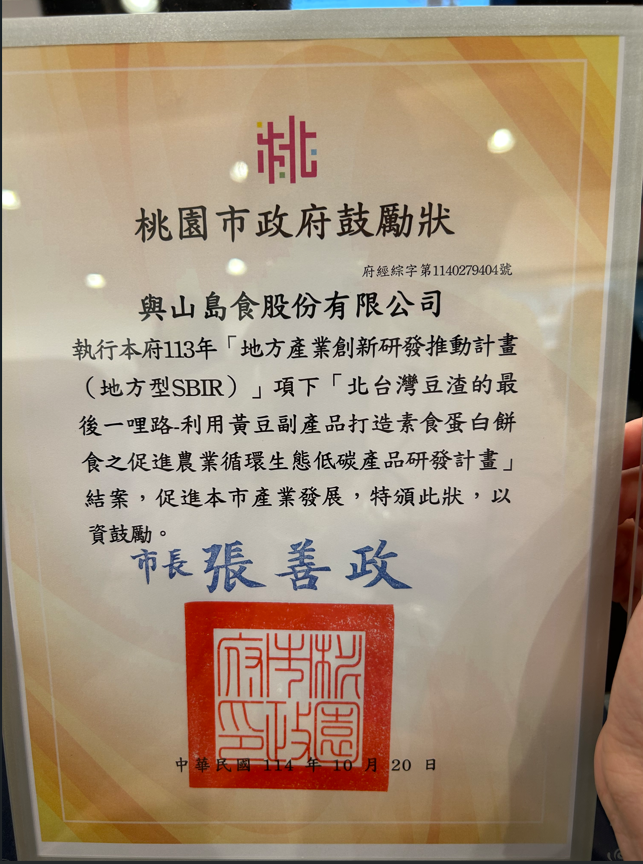 桃園市政府鼓勵狀
府經綜字第1140279404號
與山島食股份有限公司
執行本府113年「地方產業創新研發推動計畫
（地方型SBIR）」項下「北台灣豆渣的最
後一哩路-利用黃豆副產品打造素食蛋白餅
食之促進農業循環生態低碳產品研發計畫」
結案，促進本市產業發展，特頒此狀，以
資鼓勵。
市長 張善政
桃園市政府印
中華民國 114 年 10 月 20 日